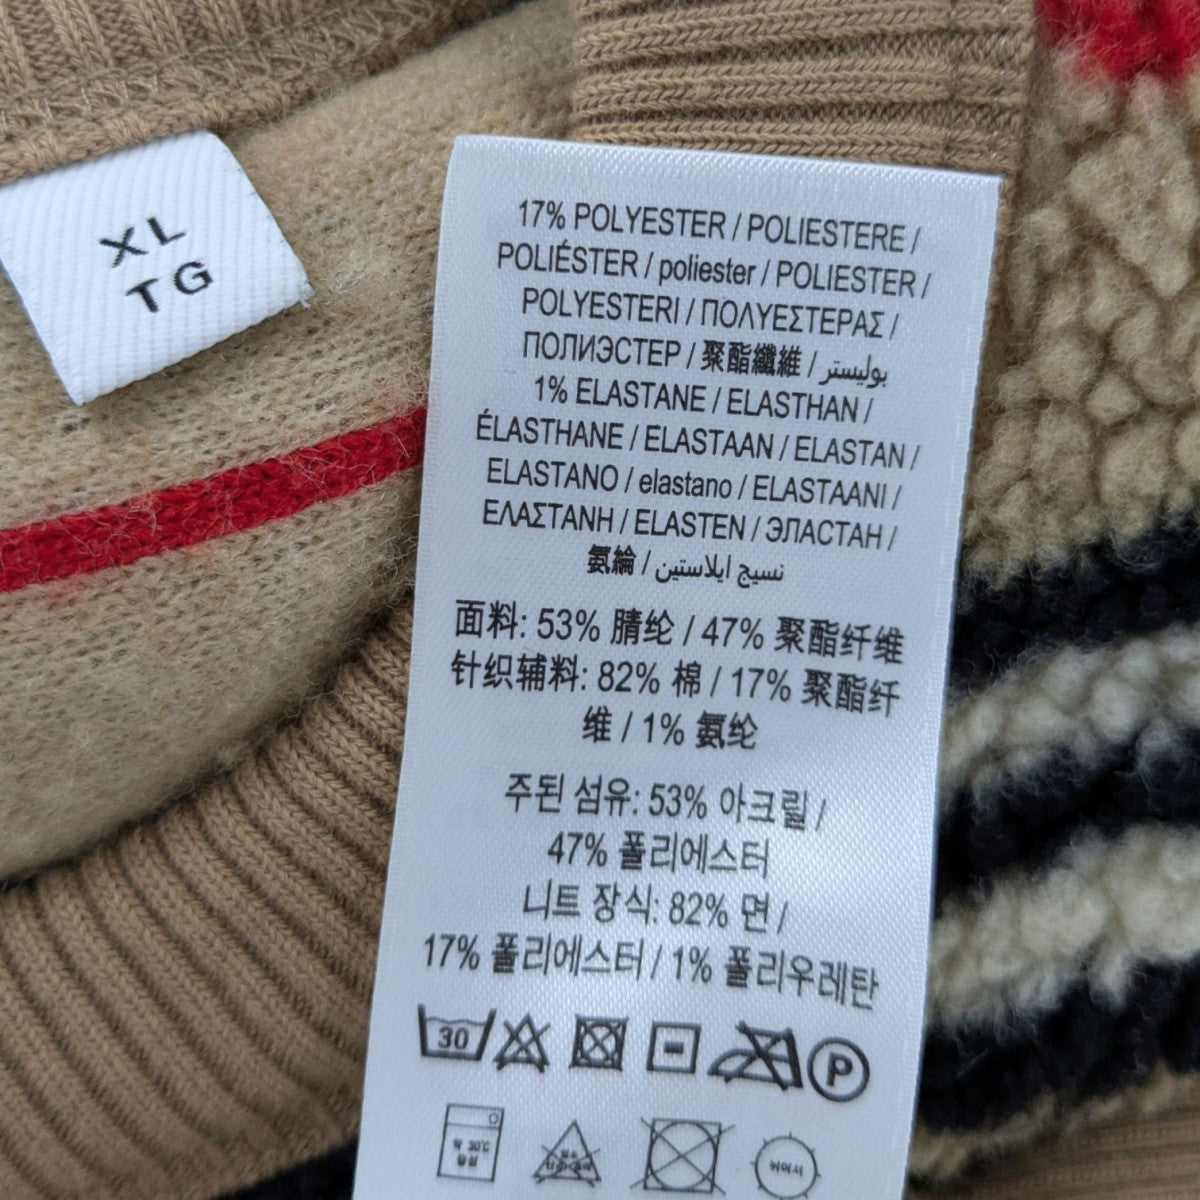 XL
TG
17% POLYESTER / POLIESTERE /
POLIÉSTER / poliester / POLIESTER /
POLYESTERI / ΠΟΛΥΕΣΤΕΡΑΣ /
ПОЛИЭСТЕР / 聚酯纖維 / بوليستر
1% ELASTANE / ELASTHAN /
ÉLASTHANE / ELASTAAN / ELASTAN /
ELASTANO / elastano / ELASTAANI /
ΕΛΑΣΤΑΝΗ / ELASTEN / ЭЛАСТАН /
氨綸 / نسيج ايلاستين
面料: 53% 腈纶 / 47% 聚酯纤维
针织辅料: 82% 棉 / 17% 聚酯纤
维 / 1% 氨纶
주된 섬유: 53% 아크릴 /
47% 폴리에스터
니트 장식: 82% 면 /
17% 폴리에스터 / 1% 폴리우레탄
30 P
드라이